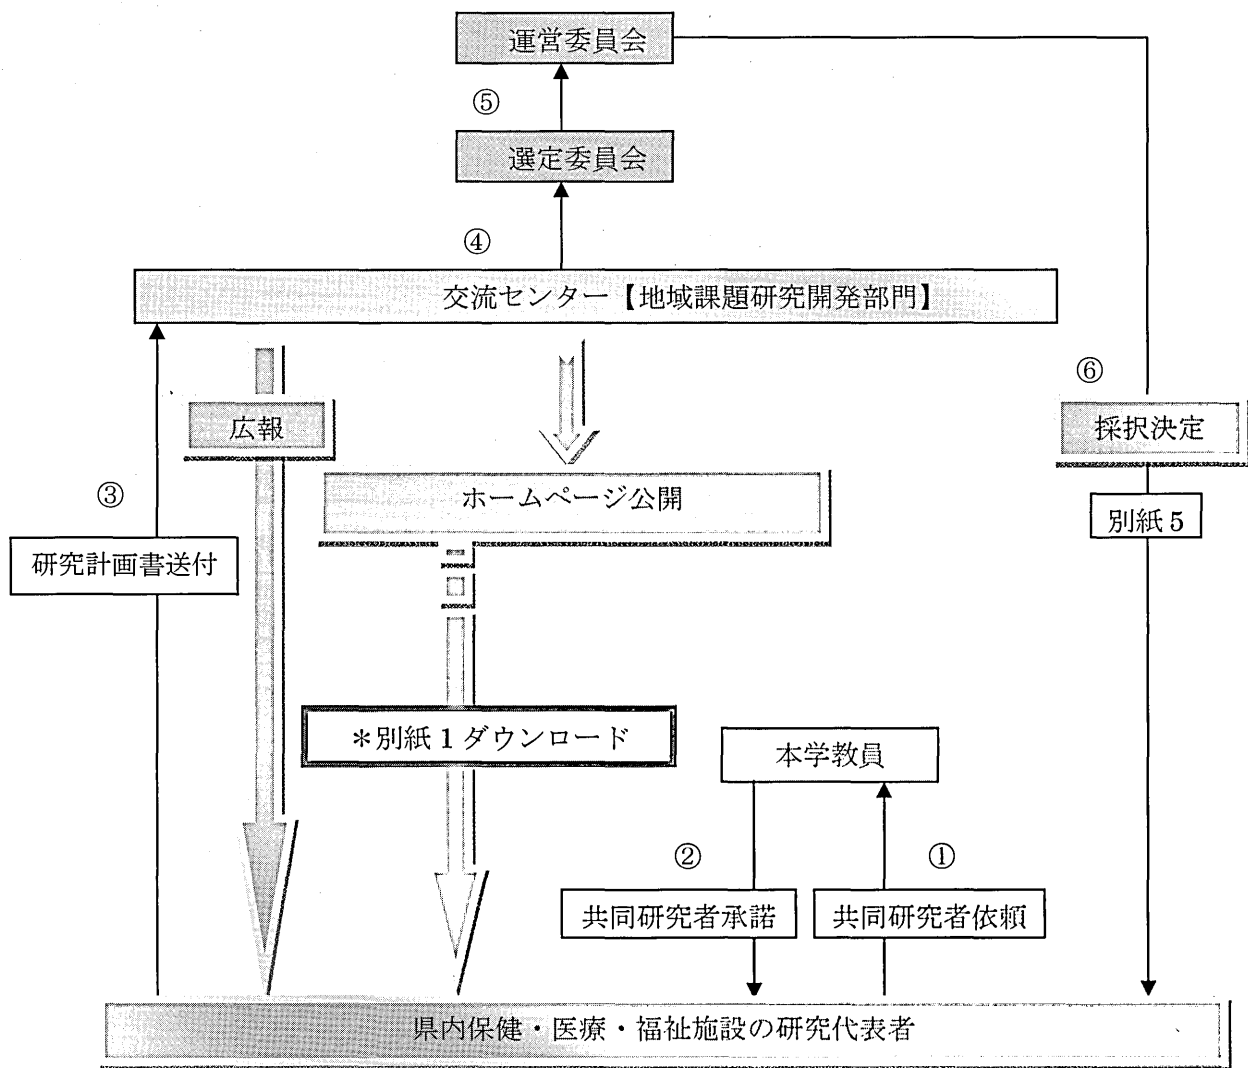 運営委員会
⑤
選定委員会
④
交流センター【地域課題研究開発部門】
⑥
広報
採択決定
ホームページ公開
③
別紙5
研究計画書送付
*別紙1ダウンロード
本学教員
②
①
共同研究者承諾
共同研究者依頼
県内保健・医療・福祉施設の研究代表者